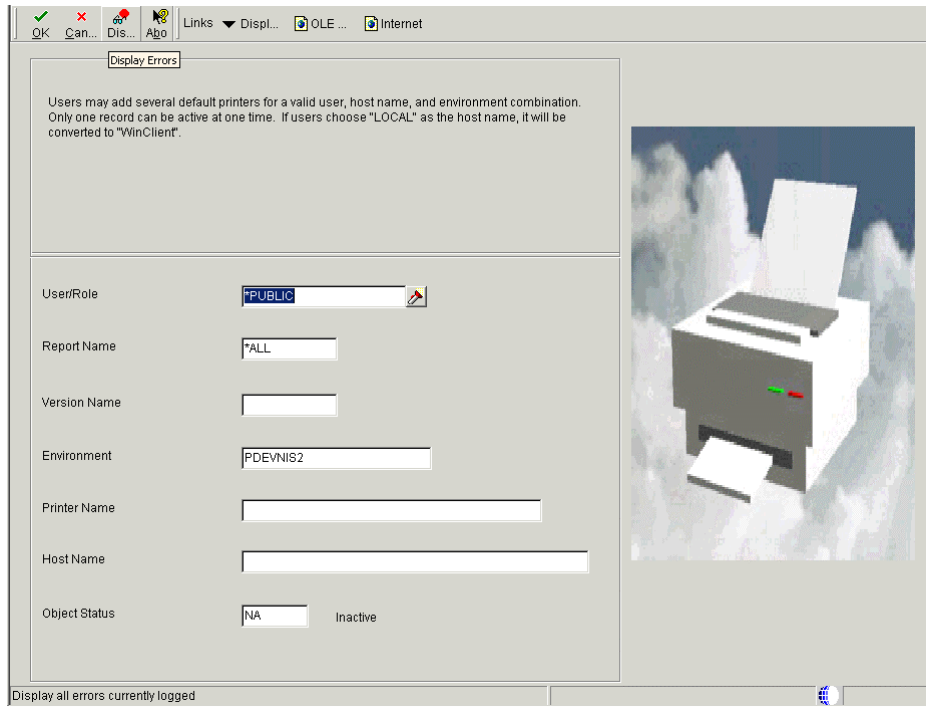 OK Can... Dis... Abo Links Displ... OLE ... Internet
Display Errors
Users may add several default printers for a valid user, host name, and environment combination.
Only one record can be active at one time. If users choose "LOCAL" as the host name, it will be
converted to "WinClient".
User/Role *PUBLIC
Report Name *ALL
Version Name
Environment PDEVNIS2
Printer Name
Host Name
Object Status NA Inactive
Display all errors currently logged